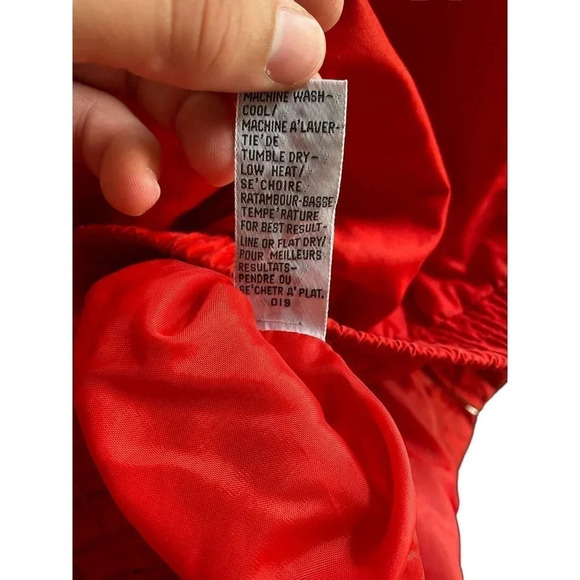 MACHINE WASH-
COOL/
MACHINE A'LAVER-
TIE'DE
TUMBLE DRY-
LOW HEAT/
SE'CHOIRE
RATAMBOUR-BASSE
TEMPE'RATURE
FOR BEST RESULT-
LINE OR FLAT DRY/
POUR MEILLEURS
RESULTATS-
PENDRE OU
SE'CHETR A' PLAT.
019